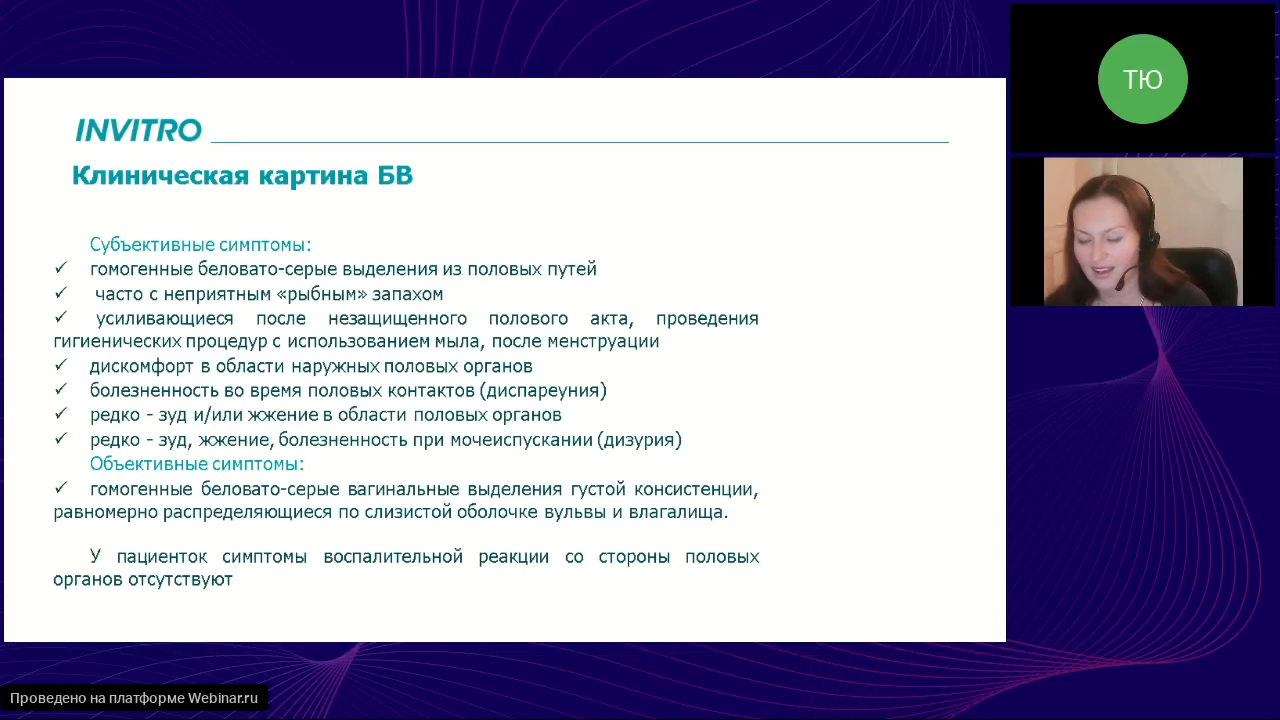 INVITRO
Клиническая картина БВ
Субъективные симптомы:
✓ гомогенные беловато-серые выделения из половых путей
✓ часто с неприятным «рыбным» запахом
✓ усиливающиеся после незащищенного полового акта, проведения
гигиенических процедур с использованием мыла, после менструации
✓ дискомфорт в области наружных половых органов
✓ болезненность во время половых контактов (диспареуния)
✓ редко - зуд и/или жжение в области половых органов
✓ редко - зуд, жжение, болезненность при мочеиспускании (дизурия)
Объективные симптомы:
✓ гомогенные беловато-серые вагинальные выделения густой консистенции,
равномерно распределяющиеся по слизистой оболочке вульвы и влагалища.
У пациенток симптомы воспалительной реакции со стороны половых
органов отсутствуют
ТЮ
Проведено на платформе Webinar.ru